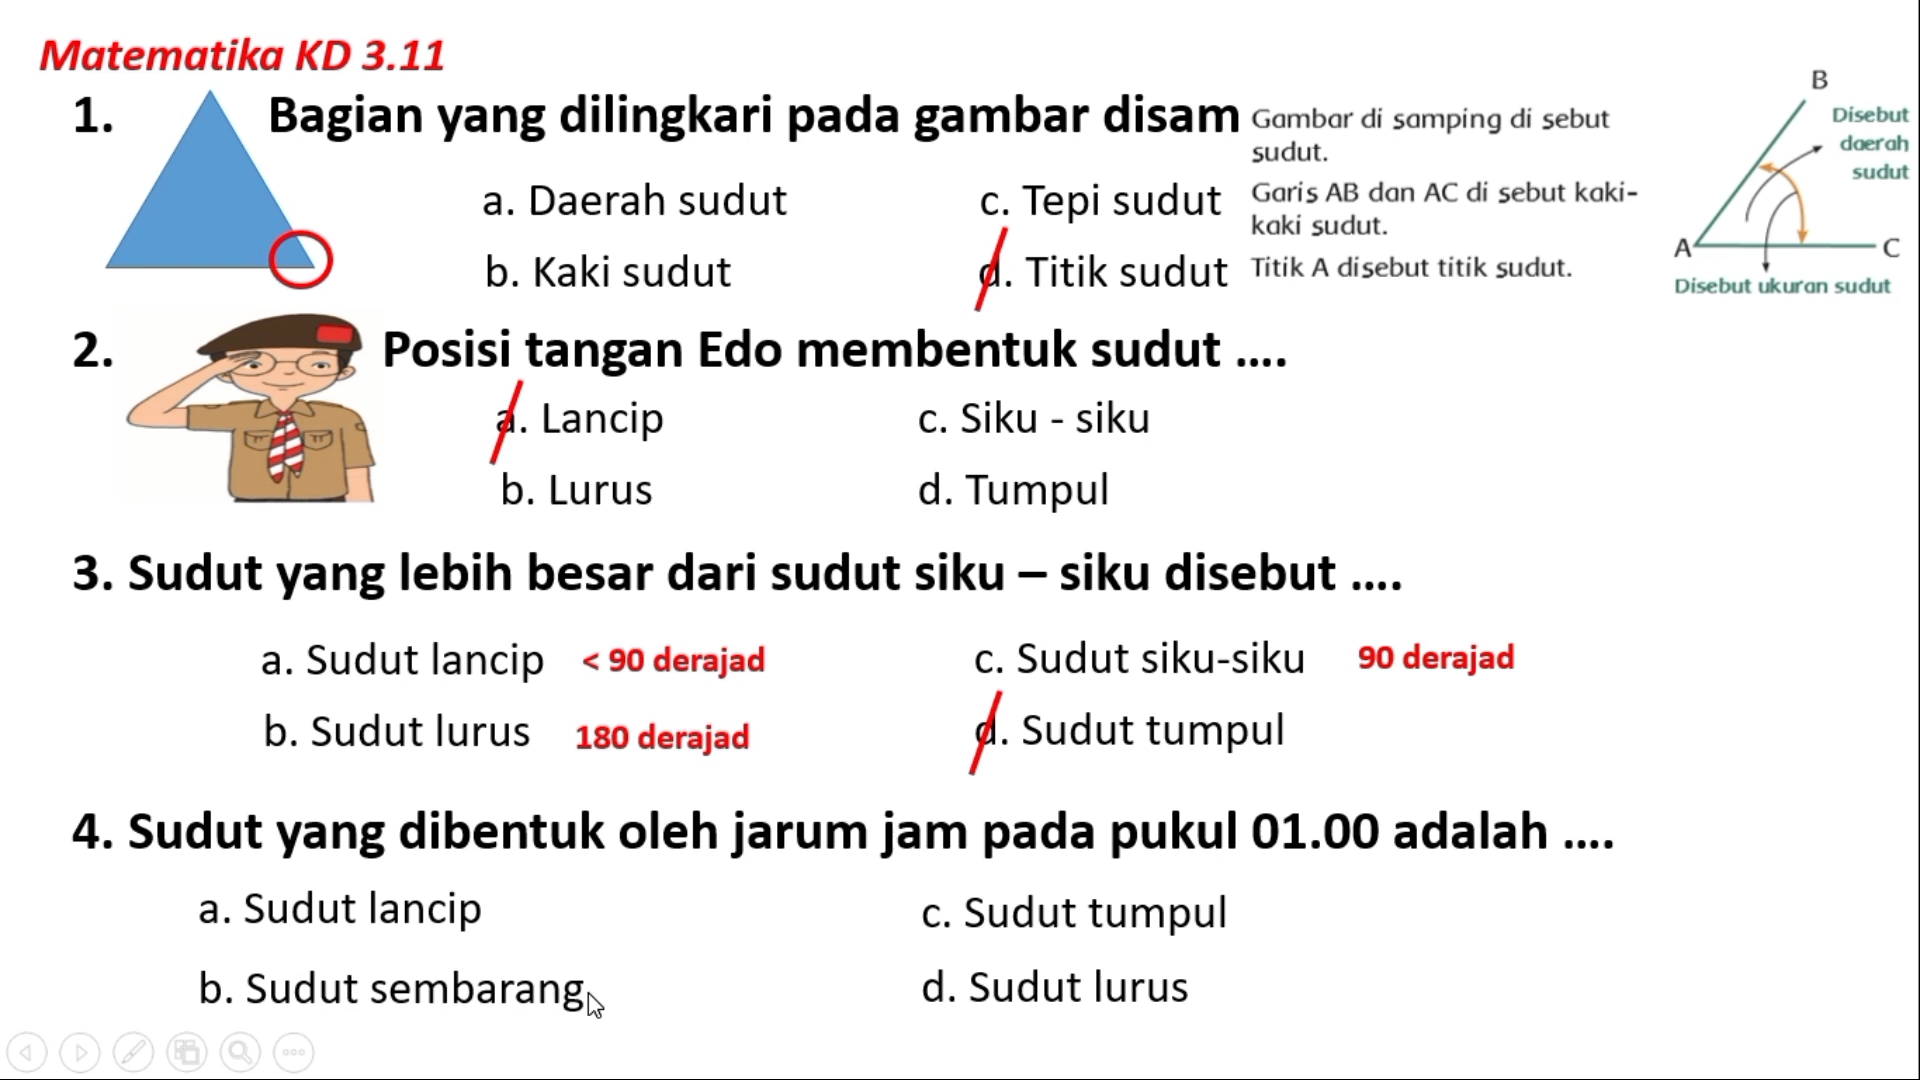 Matematika KD 3.11
1. Bagian yang dilingkari pada gambar disam
a. Daerah sudut
c. Tepi sudut
b. Kaki sudut
d. Titik sudut
Gambar di samping di sebut
sudut.
Garis AB dan AC di sebut kaki-
kaki sudut.
Titik A disebut titik sudut.
B
Disebut
daerah
sudut
A
C
Disebut ukuran sudut
2. Posisi tangan Edo membentuk sudut ....
a. Lancip
c. Siku - siku
b. Lurus
d. Tumpul
3. Sudut yang lebih besar dari sudut siku – siku disebut ....
a. Sudut lancip < 90 derajad
c. Sudut siku-siku 90 derajad
b. Sudut lurus 180 derajad
d. Sudut tumpul
4. Sudut yang dibentuk oleh jarum jam pada pukul 01.00 adalah ....
a. Sudut lancip
c. Sudut tumpul
b. Sudut sembarang
d. Sudut lurus